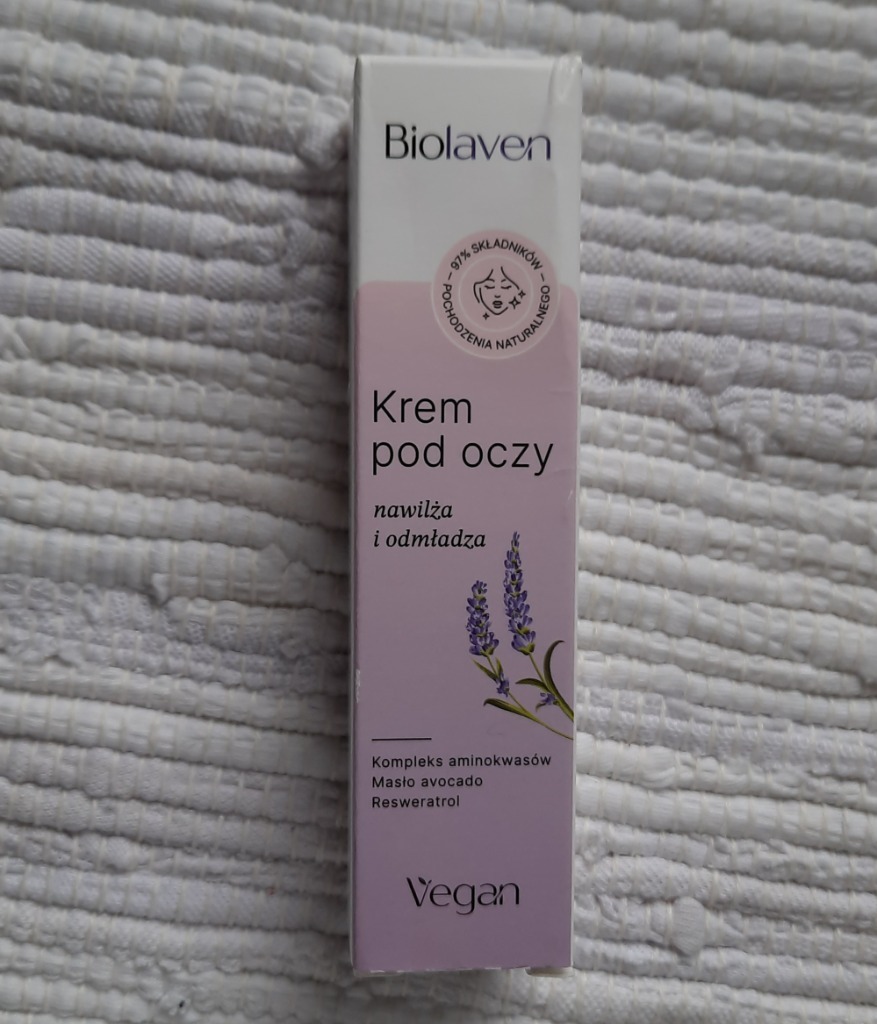 Biolaven
97% SKŁADNIKÓW
POCHODZENIA NATURALNEGO
Krem
pod oczy
nawilża
i odmładza
Kompleks aminokwasów
Masło avocado
Resweratrol
Vegan